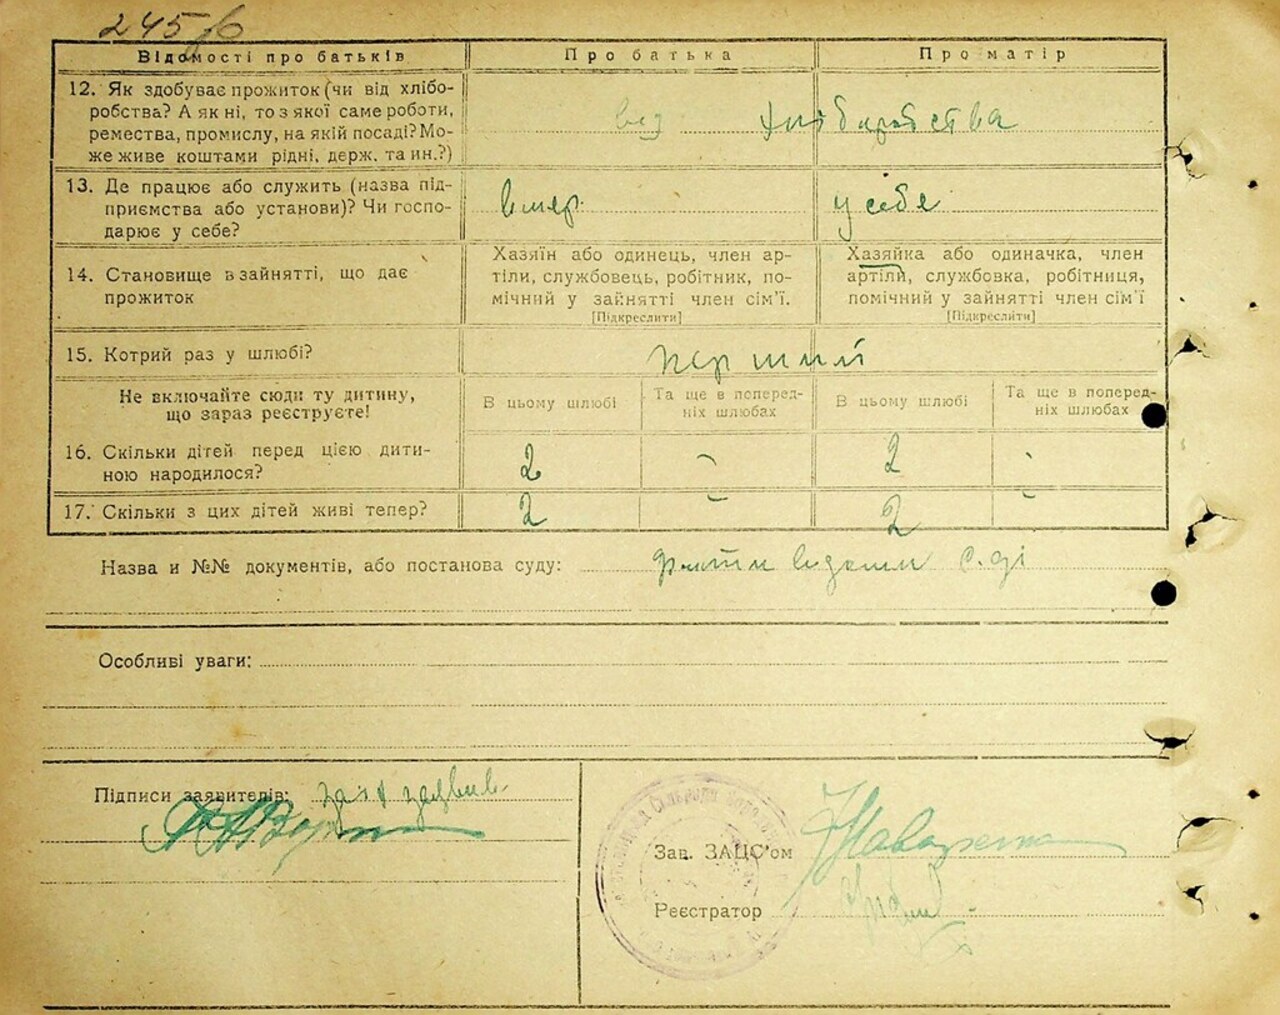 245
Відомості про батьків Про батька Про матір
12. Як здобуває прожиток (чи від хлібо-
робства? А як ні, то з якої саме роботи,
ремества, промислу, на якій посаді? Мо-
же живе коштами рідні, держ. та ин.?)
від хліборобства
13. Де працює або служить (назва під-
приємства або установи)? Чи госпо-
дарює у себе?
вмер. у себе
14. Становище в зайнятті, що дає
прожиток
Хазяїн або одинець, член ар-
тіли, службовець, робітник, по-
мічний у зайнятті член сім'ї.
[Підкреслити]
Хазяйка або одиначка, член
артіли, службовка, робітниця,
помічний у зайнятті член сім'ї
[Підкреслити]
15. Котрий раз у шлюбі? перший
Не включайте сюди ту дитину,
що зараз реєструєте!
В цьому шлюбі Та ще в поперед-
ніх шлюбах В цьому шлюбі Та ще в поперед-
ніх шлюбах
16. Скільки дітей перед цією дити-
ною народилося? 2 - 2 -
17. Скільки з цих дітей живі тепер? 2 - 2 -
Назва и №№ документів, або постанова суду:
Особливі уваги:
Підписи заявителів:
Зав. ЗАЦС'ом
Реєстратор